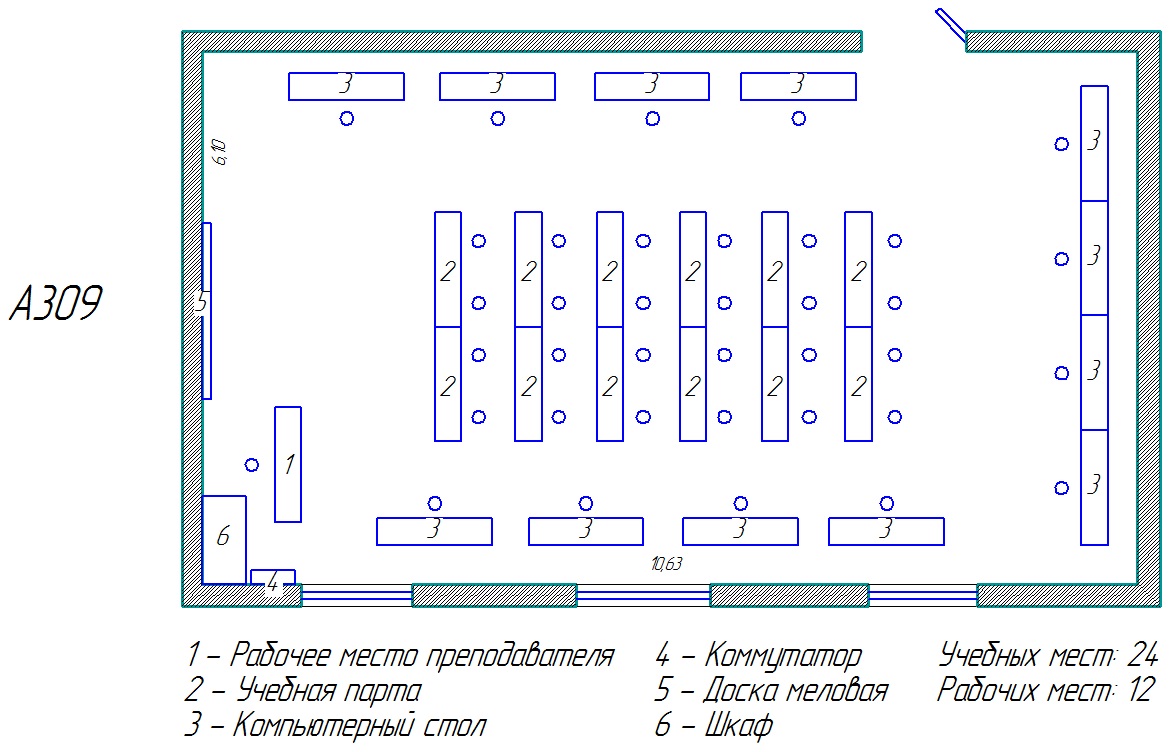 3 3 3 3
6,10
3
3
2 2 2 2 2 2
А309
5
3
2 2 2 2 2 2
1
3
3 3 3 3
6
10,63
4
1 – Рабочее место преподавателя
2 – Учебная парта
3 – Компьютерный стол
4 – Коммутатор
5 – Доска меловая
6 – Шкаф
Учебных мест: 24
Рабочих мест: 12